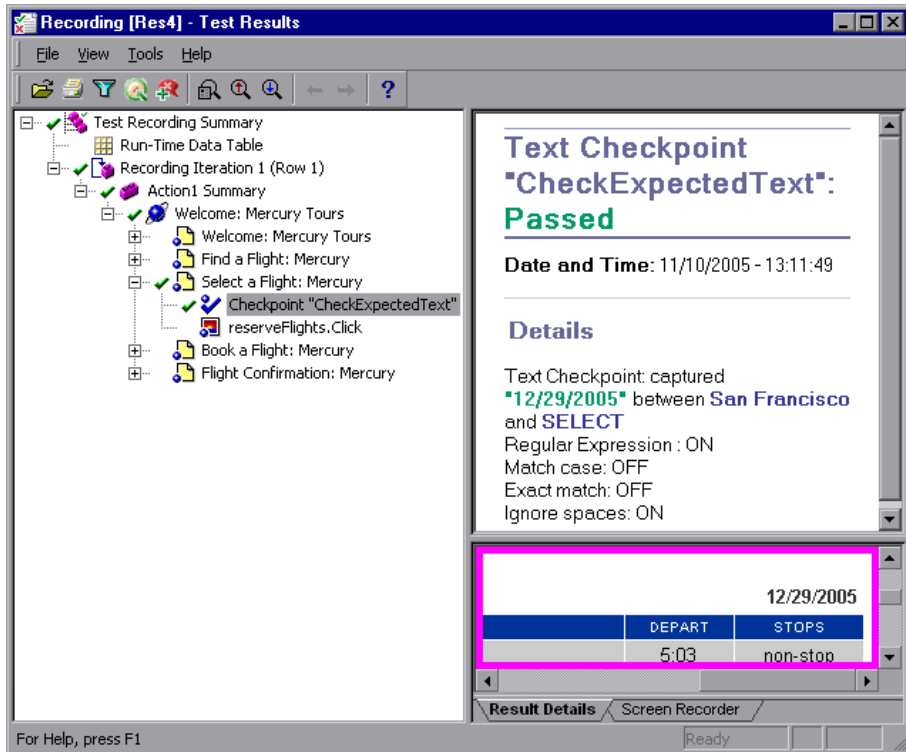 Recording [Res4] - Test Results
File View Tools Help
?
Test Recording Summary
Run-Time Data Table
Recording Iteration 1 (Row 1)
Action1 Summary
Welcome: Mercury Tours
Welcome: Mercury Tours
Find a Flight: Mercury
Select a Flight: Mercury
Checkpoint "CheckExpectedText"
reserveFlights.Click
Book a Flight: Mercury
Flight Confirmation: Mercury
Text Checkpoint
"CheckExpectedText":
Passed
Date and Time: 11/10/2005 - 13:11:49
Details
Text Checkpoint: captured
"12/29/2005" between San Francisco
and SELECT
Regular Expression : ON
Match case: OFF
Exact match: OFF
Ignore spaces: ON
12/29/2005
DEPART STOPS
5:03 non-stop
Result Details Screen Recorder
For Help, press F1 Ready